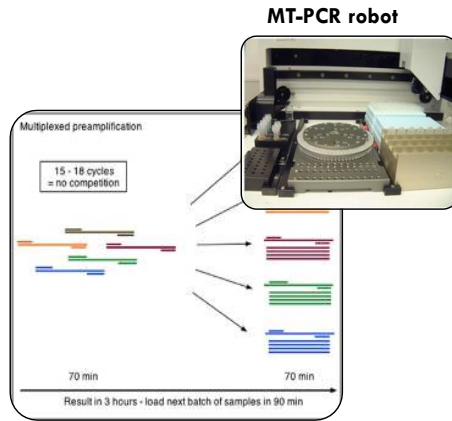 MT-PCR robot
Multiplexed preamplification
15 - 18 cycles
= no competition
70 min
70 min
Result in 3 hours - load next batch of samples in 90 min